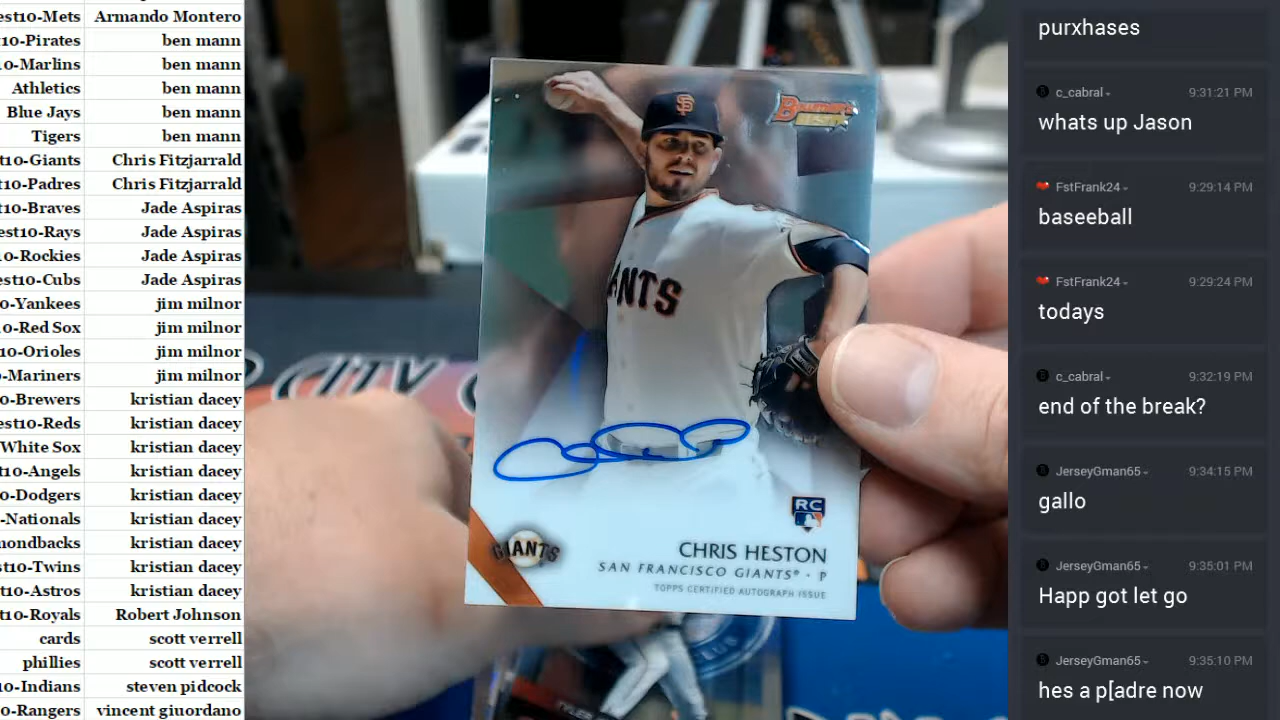 est10-Mets Armando Montero
10-Pirates ben mann
0-Marlins ben mann
Athletics ben mann
Blue Jays ben mann
Tigers ben mann
t10-Giants Chris Fitzjarrald
t10-Padres Chris Fitzjarrald
t10-Braves Jade Aspiras
est10-Rays Jade Aspiras
0-Rockies Jade Aspiras
est10-Cubs Jade Aspiras
0-Yankees jim milnor
0-Red Sox jim milnor
10-Orioles jim milnor
-Mariners jim milnor
0-Brewers kristian dacey
est10-Reds kristian dacey
White Sox kristian dacey
t10-Angels kristian dacey
0-Dodgers kristian dacey
-Nationals kristian dacey
mondbacks kristian dacey
st10-Twins kristian dacey
st10-Astros kristian dacey
t10-Royals Robert Johnson
cards scott verrell
phillies scott verrell
10-Indians steven pidcock
0-Rangers vincent giuordano
CITY
SF
Bowman's
BEST
ANTS
RC
GIANTS
CHRIS HESTON
SAN FRANCISCO GIANTS® · P
TOPPS CERTIFIED AUTOGRAPH ISSUE
CLUB
purxhases
c_cabral 9:31:21 PM
whats up Jason
FstFrank24 9:29:14 PM
baseeball
FstFrank24 9:29:24 PM
todays
c_cabral 9:32:19 PM
end of the break?
JerseyGman65 9:34:15 PM
gallo
JerseyGman65 9:35:01 PM
Happ got let go
JerseyGman65 9:35:10 PM
hes a p[adre now